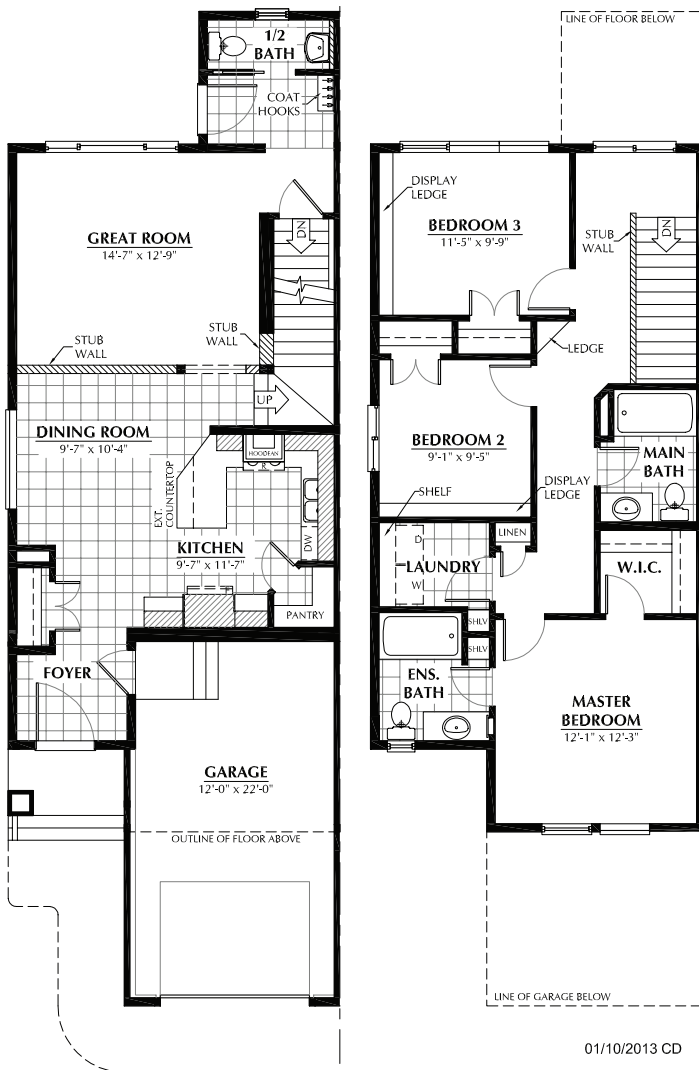 1/2
BATH
COAT
HOOKS
GREAT ROOM
14'-7" x 12'-9"
DN
STUB
WALL
STUB
WALL
UP
DINING ROOM
9'-7" x 10'-4"
HOODFAN
R
EXT.
COUNTERTOP
DW
KITCHEN
9'-7" x 11'-7"
PANTRY
FOYER
GARAGE
12'-0" x 22'-0"
OUTLINE OF FLOOR ABOVE
LINE OF FLOOR BELOW
DISPLAY
LEDGE
BEDROOM 3
11'-5" x 9'-9"
STUB
WALL
DN
LEDGE
BEDROOM 2
9'-1" x 9'-5"
MAIN
BATH
DISPLAY
LEDGE
SHELF
D
LAUNDRY
W
LINEN
W.I.C.
SHLV
SHLV
ENS.
BATH
MASTER
BEDROOM
12'-1" x 12'-3"
LINE OF GARAGE BELOW
01/10/2013 CD